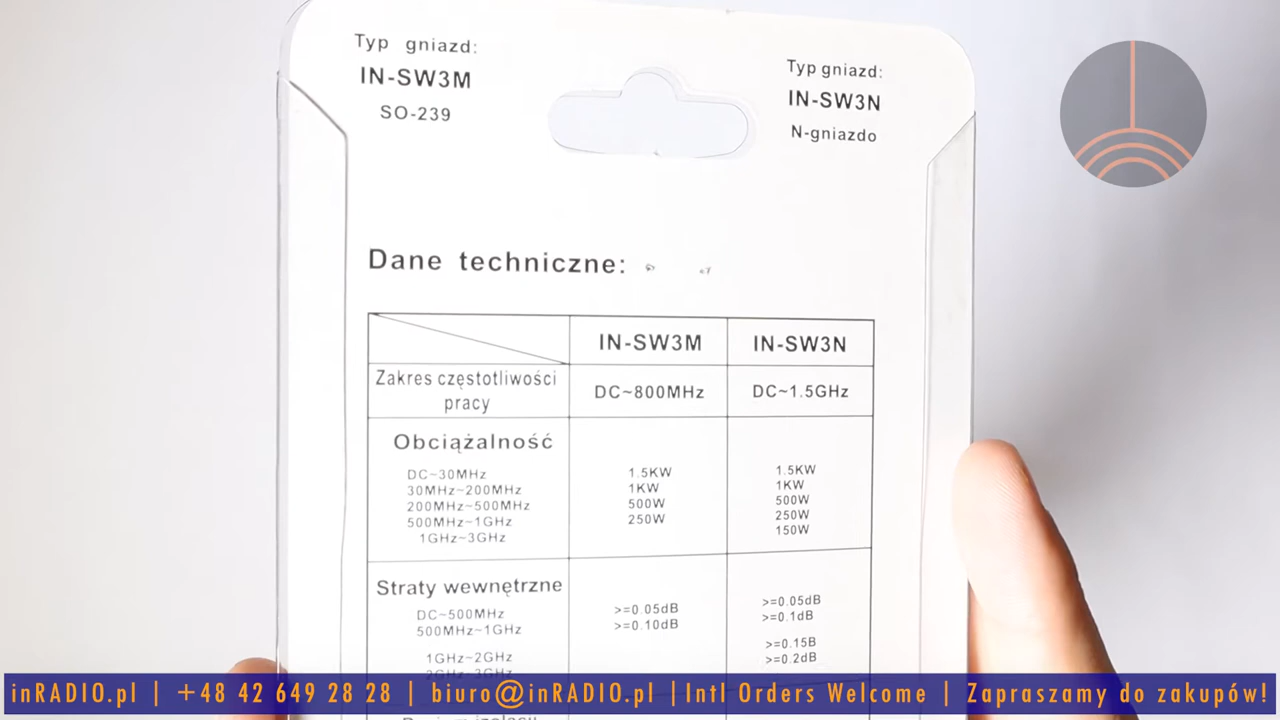 Typ gniazd:
IN-SW3M
SO-239
Typ gniazd:
IN-SW3N
N-gniazdo
Dane techniczne:
IN-SW3M IN-SW3N
Zakres częstotliwości
pracy
DC~800MHz DC~1.5GHz
Obciążalność
DC~30MHz 1.5KW 1.5KW
30MHz~200MHz 1KW 1KW
200MHz~500MHz 500W 500W
500MHz~1GHz 250W 250W
1GHz~3GHz 150W
Straty wewnętrzne
DC~500MHz >=0.05dB >=0.05dB
500MHz~1GHz >=0.10dB >=0.1dB
1GHz~2GHz >=0.15B
2GHz~3GHz >=0.2dB
inRADIO.pl | +48 42 649 28 28 | biuro@inRADIO.pl |Intl Orders Welcome | Zapraszamy do zakupów!